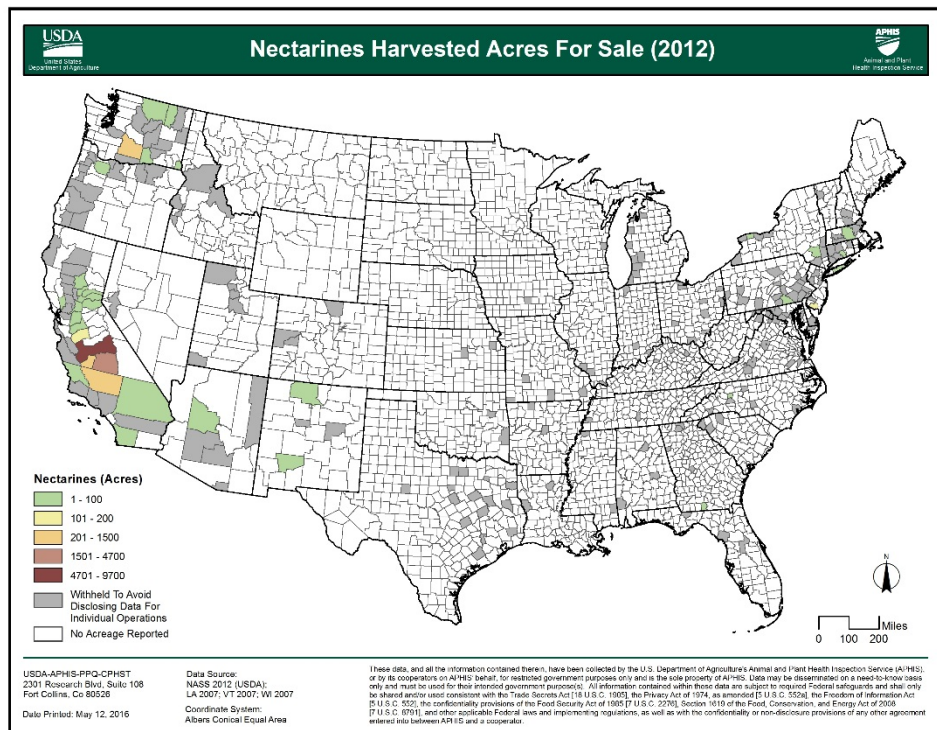 USDA
United States
Department of Agriculture
Nectarines Harvested Acres For Sale (2012)
APHIS
Animal and Plant
Health Inspection Service
Nectarines (Acres)
1 - 100
101 - 200
201 - 1500
1501 - 4700
4701 - 9700
Withheld To Avoid
Disclosing Data For
Individual Operations
No Acreage Reported
N
Miles
0 100 200
USDA-APHIS-PPQ-CPHST
2301 Research Blvd, Suite 108
Fort Collins, Co 80526
Date Printed: May 12, 2016
Data Source:
NASS 2012 (USDA);
LA 2007; VT 2007; WI 2007
Coordinate System:
Albers Conical Equal Area
These data, and all the information contained therein, have been collected by the U.S. Department of Agriculture's Animal and Plant Health Inspection Service (APHIS),
or by its cooperators on APHIS' behalf, for restricted government purposes only and is the sole property of APHIS. Data may be disseminated on a need-to-know basis
only and must be used for their intended government purpose(s). All information contained within these data are subject to required Federal safeguards and shall only
be shared and/or used consistent with the Trade Secrets Act [18 U.S.C. 1905], the Privacy Act of 1974, as amended [5 U.S.C. 552a], the Freedom of Information Act
[5 U.S.C. 552], the confidentiality provisions of the Food Security Act of 1985 [7 U.S.C. 2276], Section 1619 of the Food, Conservation, and Energy Act of 2008
[7 U.S.C. 8791], and other applicable Federal laws and implementing regulations, as well as with the confidentiality or non-disclosure provisions of any other agreement
entered into between APHIS and a cooperator.